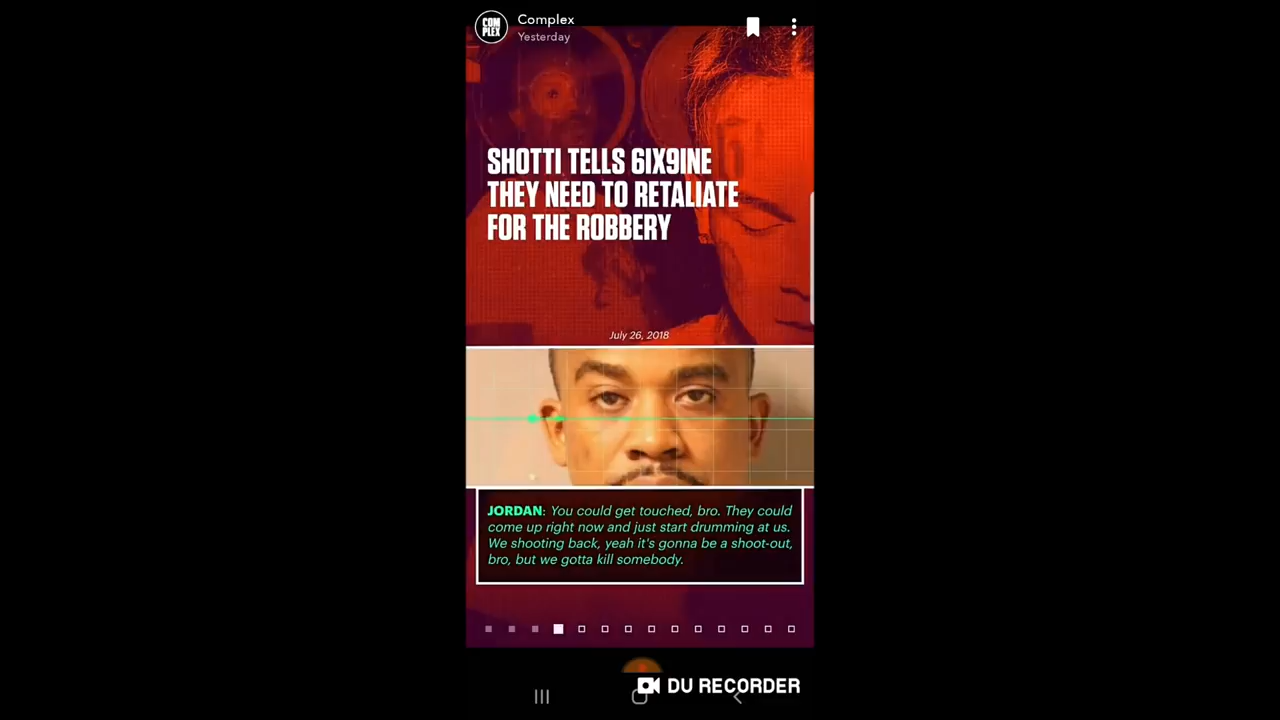 COM
PLEX
Complex
Yesterday
SHOTTI TELLS 6IX9INE
THEY NEED TO RETALIATE
FOR THE ROBBERY
July 26, 2018
JORDAN: You could get touched, bro. They could
come up right now and just start drumming at us.
We shooting back, yeah it's gonna be a shoot-out,
bro, but we gotta kill somebody.
DU RECORDER